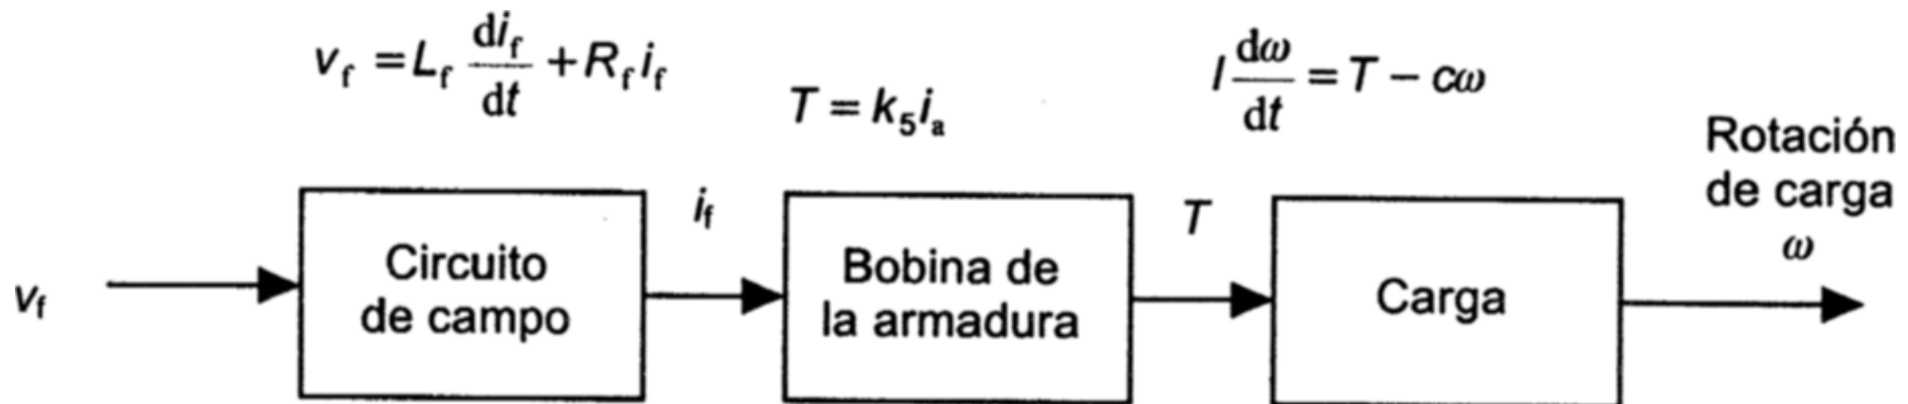 v_f = L_f di_f/dt + R_f i_f
T = k_5 i_a
I dω/dt = T − cω
Rotación
de carga
ω
v_f
Circuito
de campo
i_f
Bobina de
la armadura
T
Carga